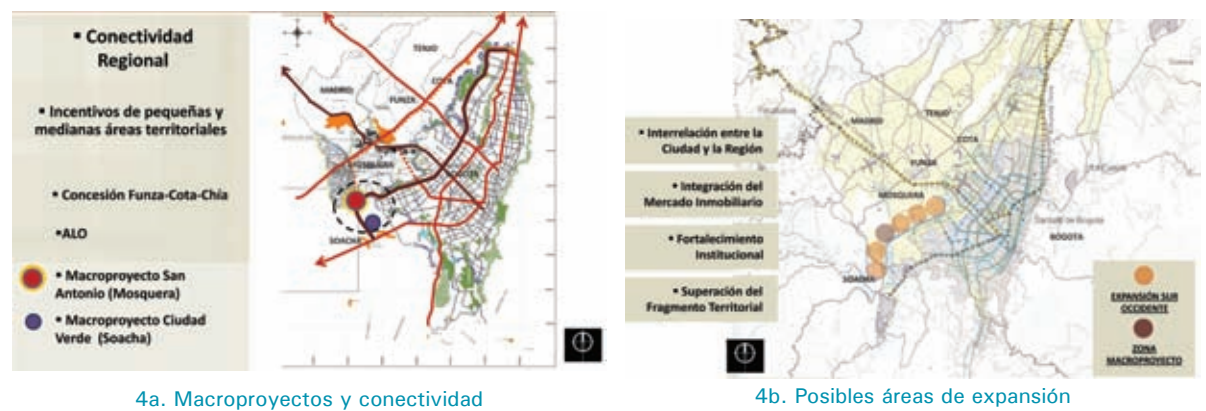 ▪ Conectividad
Regional
▪ Incentivos de pequeñas y
medianas áreas territoriales
▪ Concesión Funza-Cota-Chía
▪ALO
▪ Macroproyecto San
Antonio (Mosquera)
▪ Macroproyecto Ciudad
Verde (Soacha)
TENJO
COTA
MADRID
FUNZA
SOACHA
4a. Macroproyectos y conectividad
▪ Interrelación entre la
Ciudad y la Región
▪ Integración del
Mercado Inmobiliario
▪ Fortalecimiento
Institucional
▪ Superación del
Fragmento Territorial
MADRID
TENJO
COTA
FUNZA
MOSQUERA
BOGOTA
SOACHA
EXPANSIÓN SUR
OCCIDENTE
ZONA
MACROPROYECTO
4b. Posibles áreas de expansión